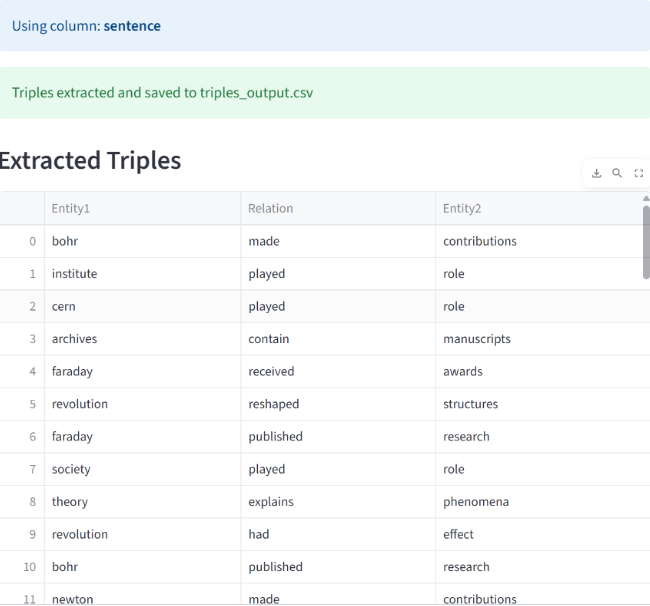 Using column: sentence
Triples extracted and saved to triples_output.csv
Extracted Triples
Entity1 Relation Entity2
0 bohr made contributions
1 institute played role
2 cern played role
3 archives contain manuscripts
4 faraday received awards
5 revolution reshaped structures
6 faraday published research
7 society played role
8 theory explains phenomena
9 revolution had effect
10 bohr published research
11 newton made contributions